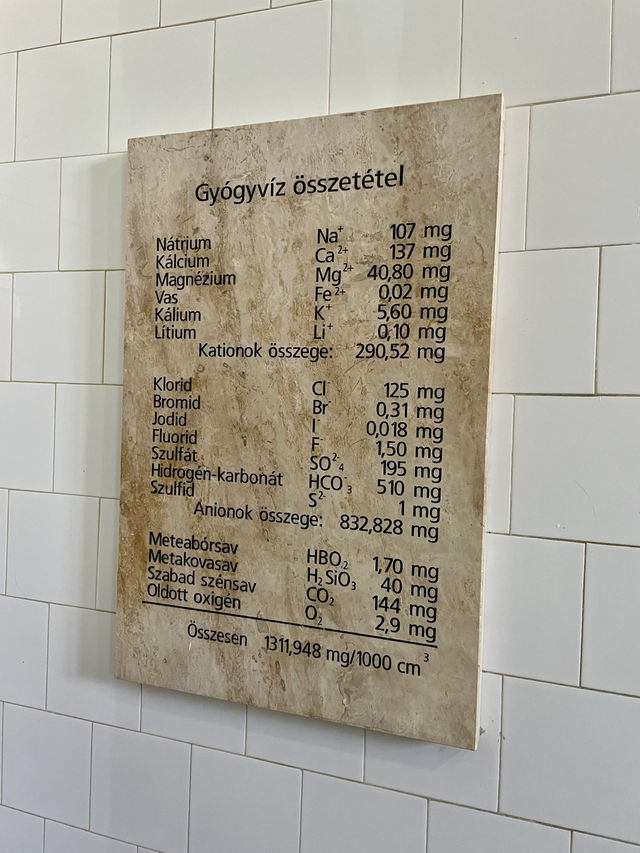 Gyógyvíz összetétel
Nátrium Na⁺ 107 mg
Kálcium Ca²⁺ 137 mg
Magnézium Mg²⁺ 40,80 mg
Vas Fe²⁺ 0,02 mg
Kálium K⁺ 5,60 mg
Lítium Li⁺ 0,10 mg
Kationok összege: 290,52 mg
Klorid Cl⁻ 125 mg
Bromid Br⁻ 0,31 mg
Jodid I⁻ 0,018 mg
Fluorid F⁻ 1,50 mg
Szulfát SO²⁻₄ 195 mg
Hidrogén-karbonát HCO⁻₃ 510 mg
Szulfid S²⁻ 1 mg
Anionok összege: 832,828 mg
Meteabórsav HBO₂ 1,70 mg
Metakovasav H₂SiO₃ 40 mg
Szabad szénsav CO₂ 144 mg
Oldott oxigén O₂ 2,9 mg
Összesen 1311,948 mg/1000 cm³